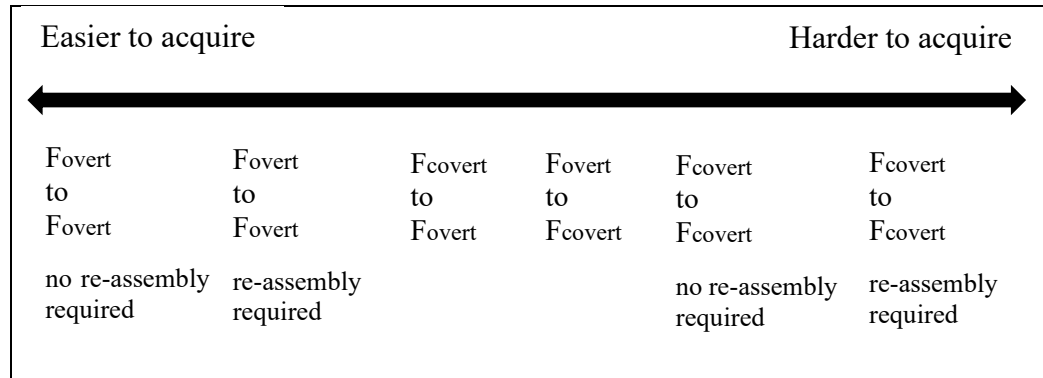 Easier to acquire
Harder to acquire
Fovert
to
Fovert
no re-assembly
required
Fovert
to
Fovert
re-assembly
required
Fcovert
to
Fovert
Fovert
to
Fcovert
Fcovert
to
Fcovert
no re-assembly
required
Fcovert
to
Fcovert
re-assembly
required